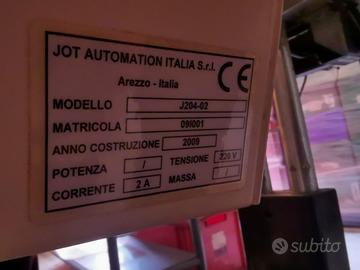 JOT AUTOMATION ITALIA S.r.l.
Arezzo - Italia
CE
MODELLO J204-02
MATRICOLA 09I001
ANNO COSTRUZIONE 2009
POTENZA / TENSIONE 220 V
CORRENTE 2 A MASSA /
subito